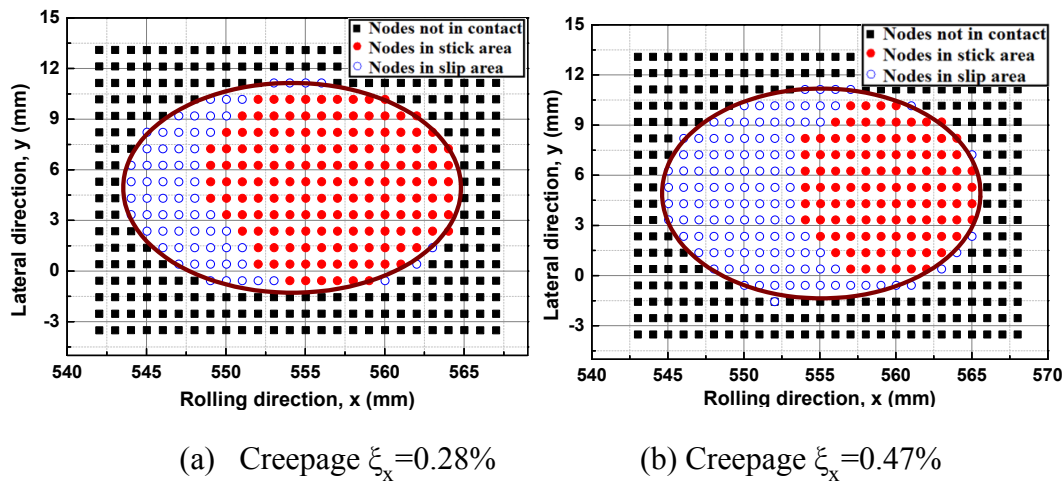 15
12
9
6
3
0
-3
Lateral direction, y (mm)
Nodes not in contact
Nodes in stick area
Nodes in slip area
540 545 550 555 560 565
Rolling direction, x (mm)
(a) Creepage ξx=0.28%
15
12
9
6
3
0
-3
Lateral direction, y (mm)
Nodes not in contact
Nodes in stick area
Nodes in slip area
540 545 550 555 560 565 570
Rolling direction, x (mm)
(b) Creepage ξx=0.47%